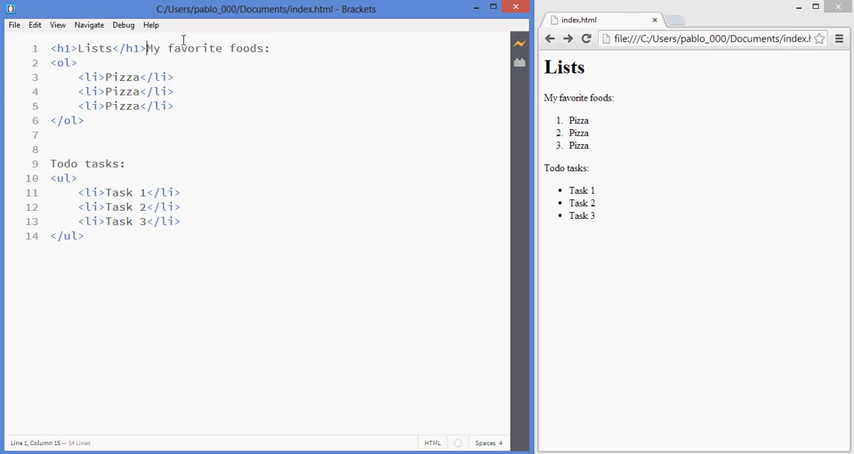 C:/Users/pablo_000/Documents/index.html - Brackets
File Edit View Navigate Debug Help
1 <h1>Lists</h1>My favorite foods:
2 <ol>
3 <li>Pizza</li>
4 <li>Pizza</li>
5 <li>Pizza</li>
6 </ol>
7
8
9 Todo tasks:
10 <ul>
11 <li>Task 1</li>
12 <li>Task 2</li>
13 <li>Task 3</li>
14 </ul>
Line 1, Column 15 — 14 Lines
HTML Spaces 4
index.html
file:///C:/Users/pablo_000/Documents/index.h
Lists
My favorite foods:
1. Pizza
2. Pizza
3. Pizza
Todo tasks:
• Task 1
• Task 2
• Task 3